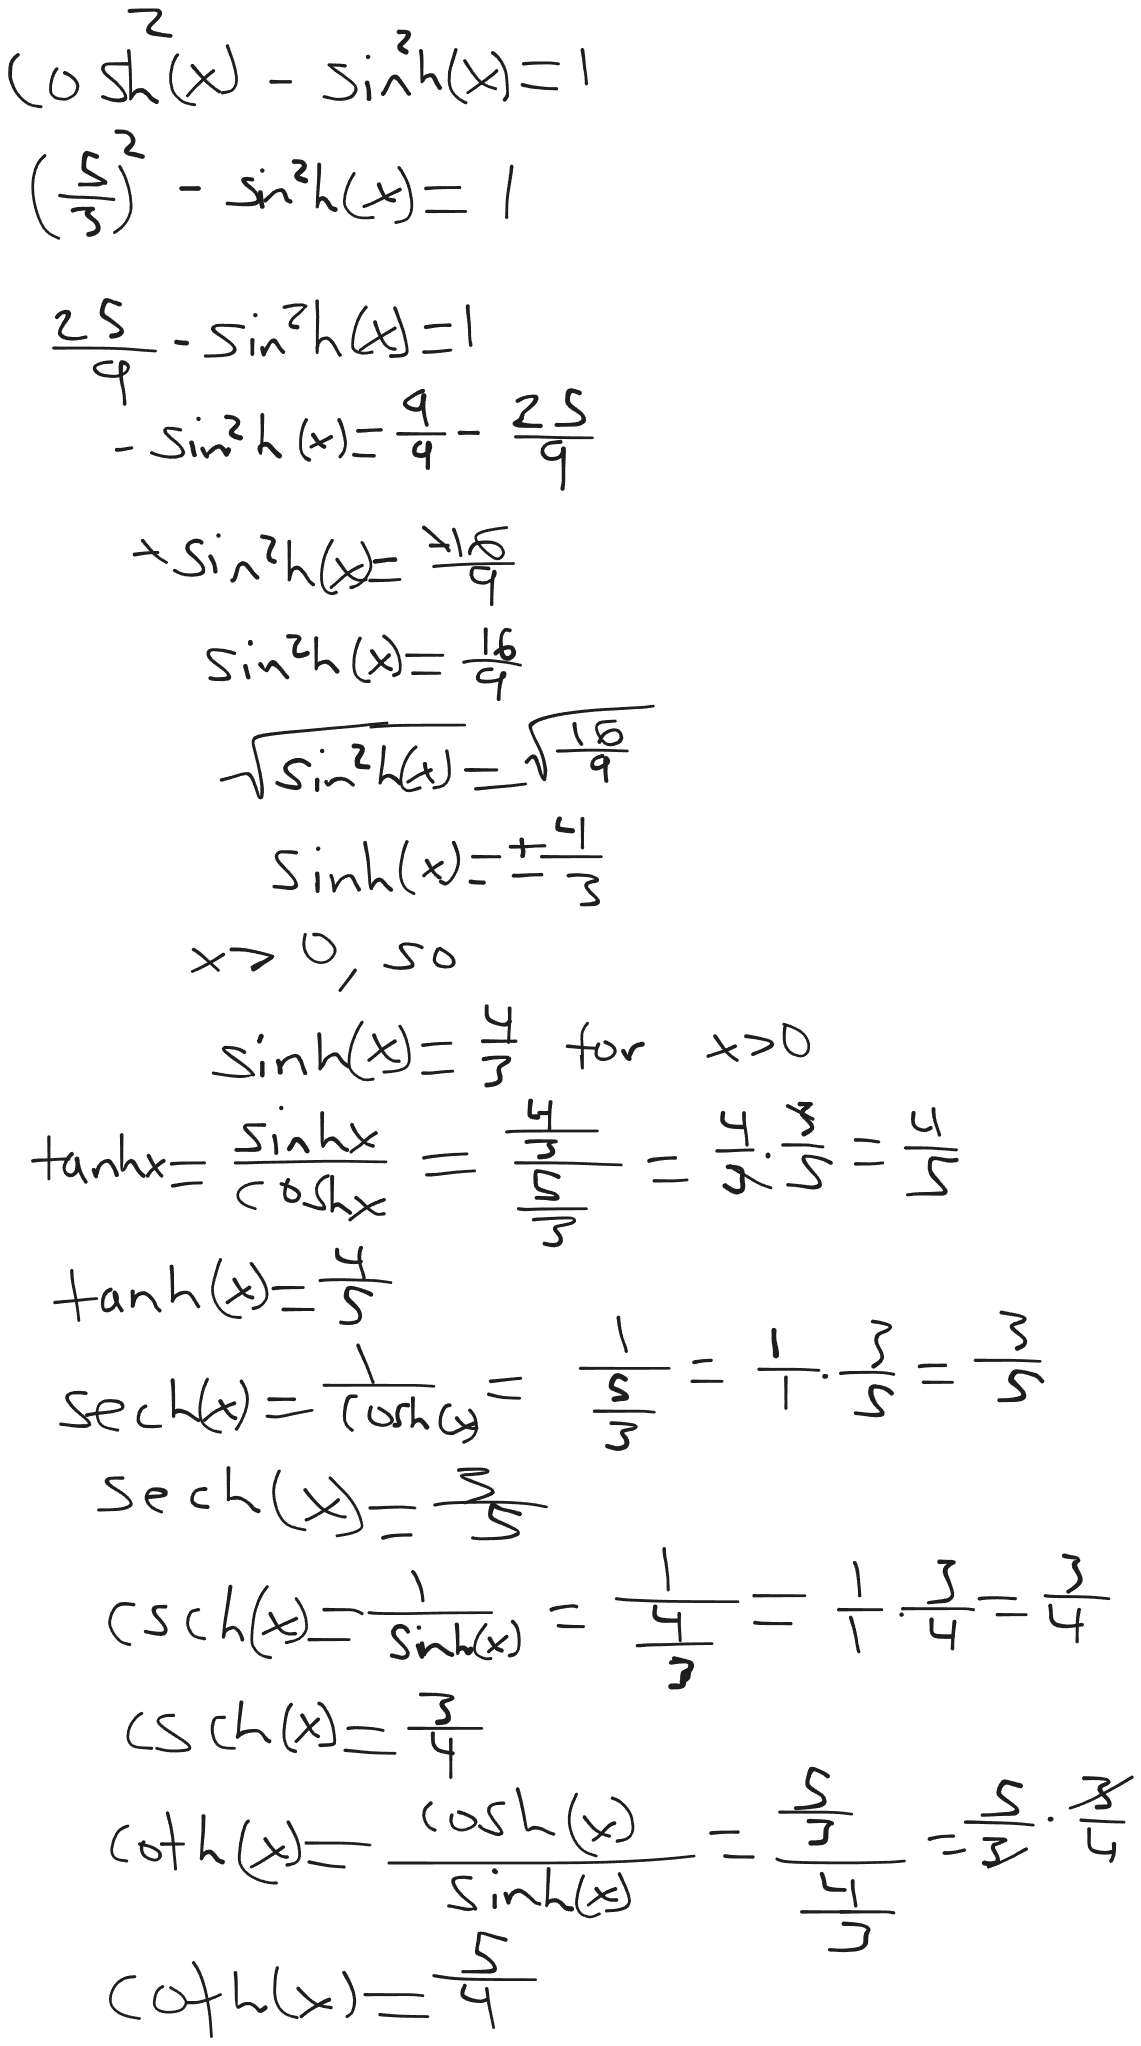 cosh²(x) - sin²h(x) = 1
(5/3)² - sin²h(x) = 1
25/9 - sin²h(x) = 1
- sin²h(x) = 9/9 - 25/9
-sin²h(x) = -16/9
sin²h(x) = 16/9
√sin²h(x) = √16/9
sinh(x) = ± 4/3
x > 0, so
sinh(x) = 4/3 for x > 0
tanhx = sinhx/coshx = (4/3)/(5/3) = 4/3 · 3/5 = 4/5
tanh(x) = 4/5
sech(x) = 1/cosh(x) = 1/(5/3) = 1/1 · 3/5 = 3/5
sech(x) = 3/5
csch(x) = 1/sinh(x) = 1/(4/3) = 1/1 · 3/4 = 3/4
csch(x) = 3/4
coth(x) = cosh(x)/sinh(x) = (5/3)/(4/3) = 5/3 · 3/4
coth(x) = 5/4